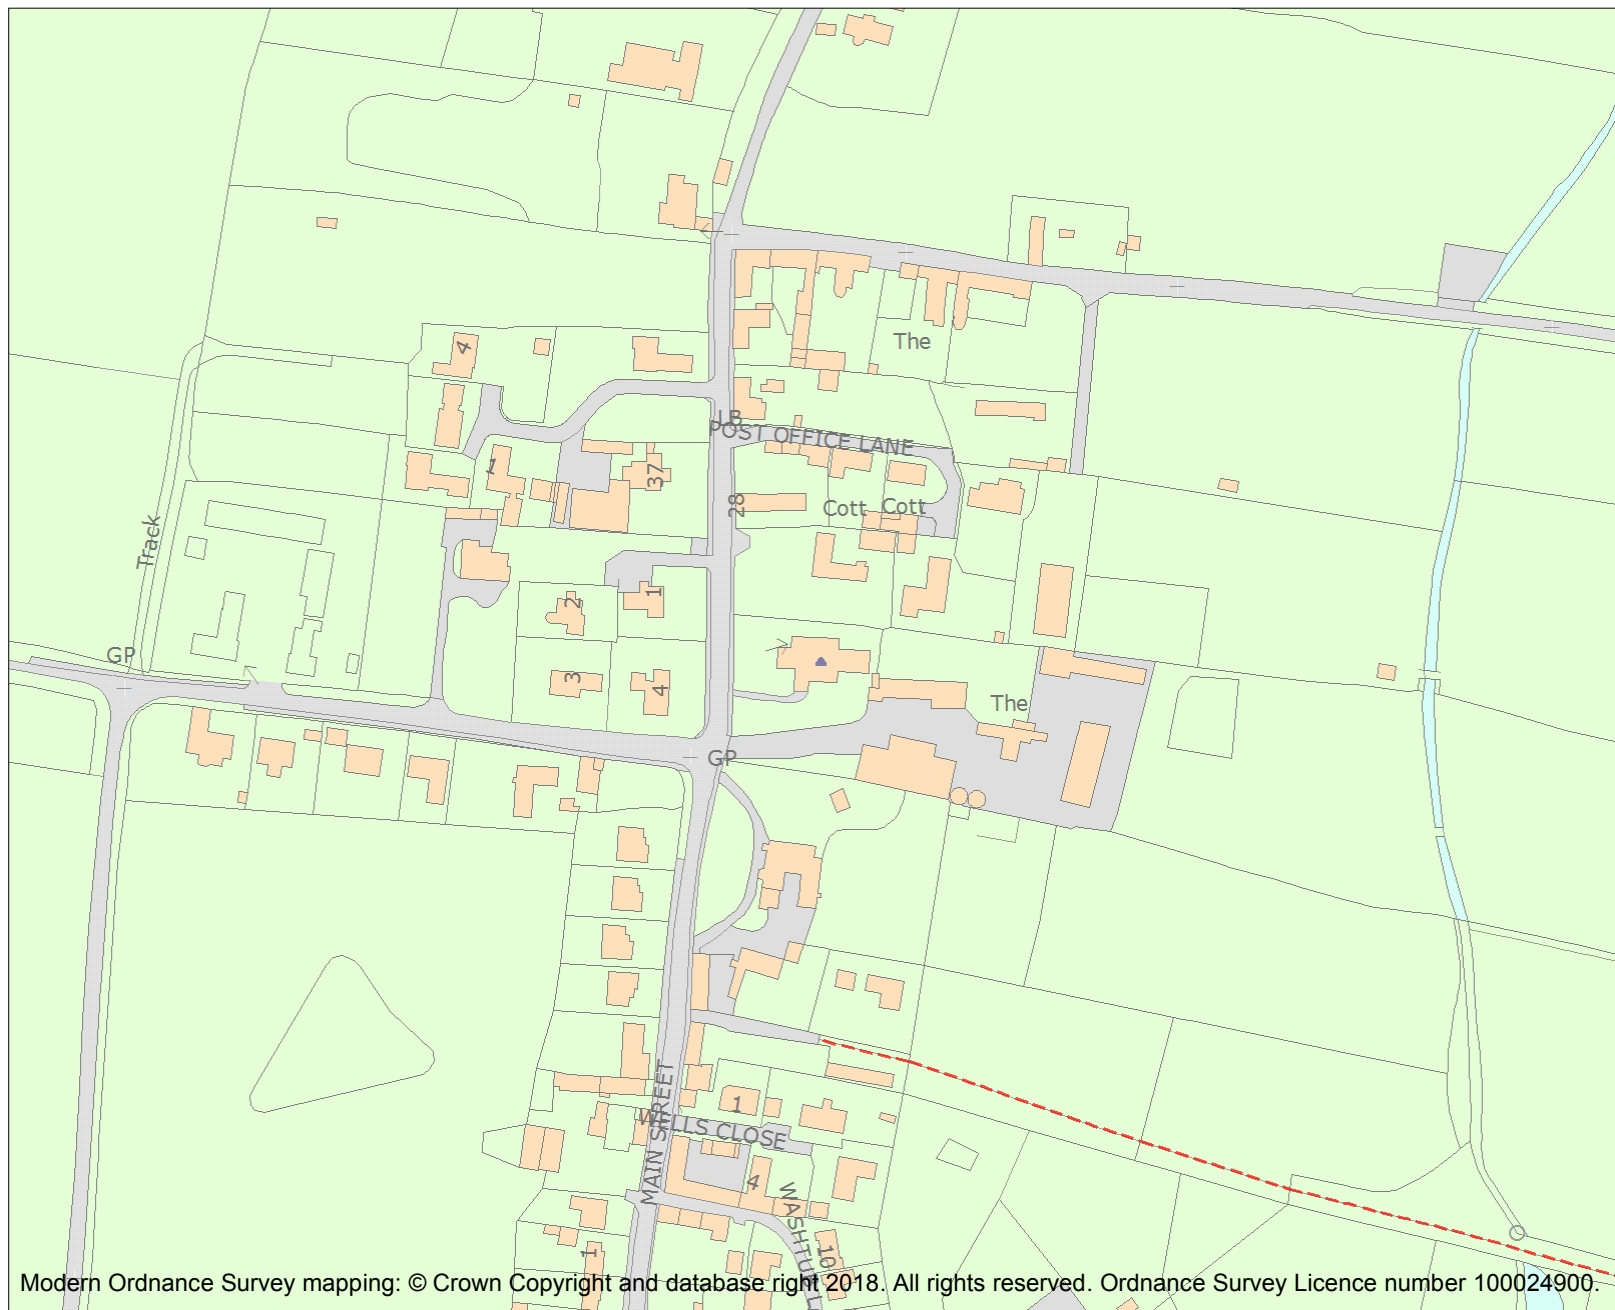 The
4
LB
POST OFFICE LANE
1
37
28
Cott
Cott
Track
2
1
GP
3
4
The
GP
MAIN STREET
1
WELLS CLOSE
4
10
1
Modern Ordnance Survey mapping: © Crown Copyright and database right 2018. All rights reserved. Ordnance Survey Licence number 100024900.